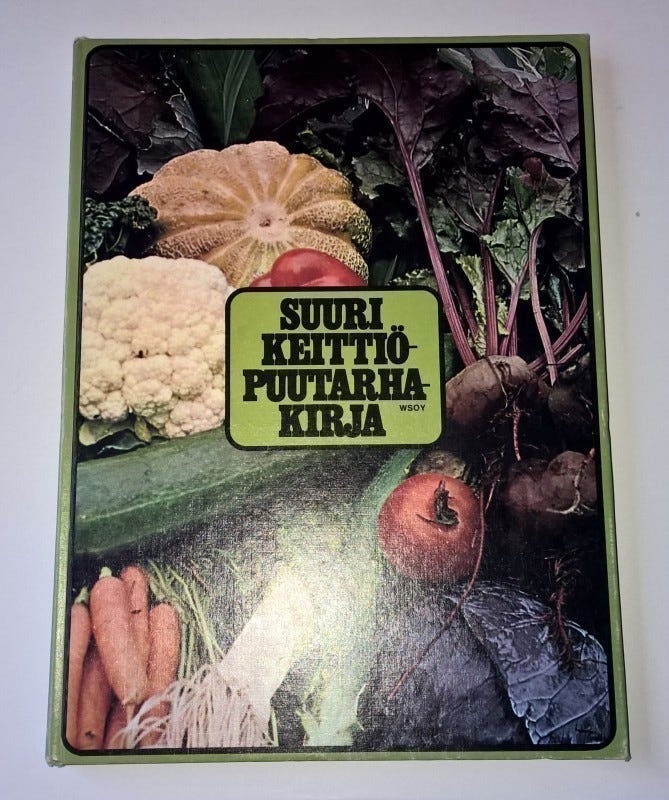 SUURI
KEITTIÖ-
PUUTARHA-
KIRJA
WSOY